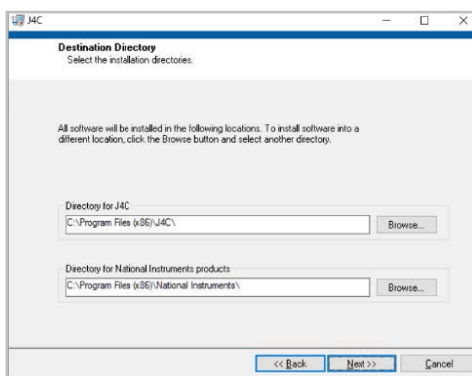 J4C
Destination Directory
Select the installation directories.
All software will be installed in the following locations. To install software into a
different location, click the Browse button and select another directory.
Directory for J4C
C:\Program Files (x86)\J4C\
Browse...
Directory for National Instruments products
C:\Program Files (x86)\National Instruments\
Browse...
<< Back
Next >>
Cancel